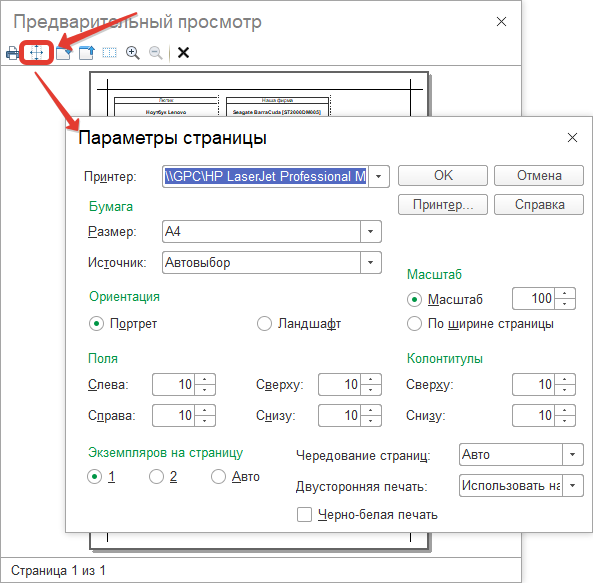 Предварительный просмотр
Лютик
Наша фирма
Ноутбук Lenovo
Seagate BarraCuda [ST2000DM005]
Параметры страницы
Принтер: \\GPC\HP LaserJet Professional M
OK Отмена
Бумага
Принтер... Справка
Размер: A4
Источник: Автовыбор
Масштаб
Ориентация
Масштаб 100
Портрет Ландшафт По ширине страницы
Поля Колонтитулы
Слева: 10 Сверху: 10 Сверху: 10
Справа: 10 Снизу: 10 Снизу: 10
Экземпляров на страницу
Чередование страниц: Авто
1 2 Авто
Двусторонняя печать: Использовать на
Черно-белая печать
Страница 1 из 1